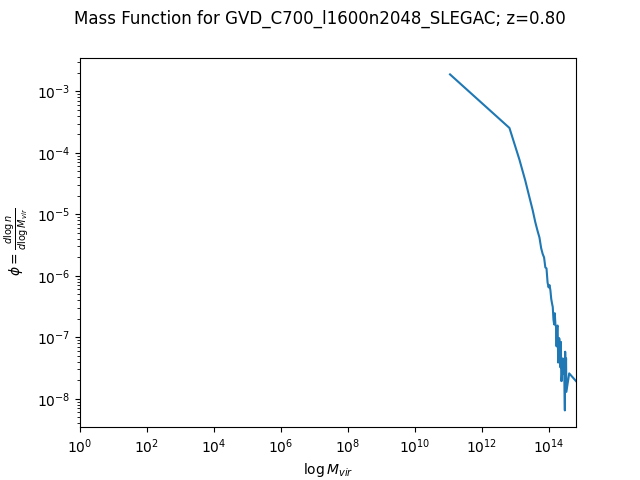 Mass Function for GVD_C700_l1600n2048_SLEGAC; z=0.80
10⁻³
10⁻⁴
10⁻⁵
10⁻⁶
10⁻⁷
10⁻⁸
ϕ = d log n / d log M_vir
10⁰ 10² 10⁴ 10⁶ 10⁸ 10¹⁰ 10¹² 10¹⁴
log M_vir